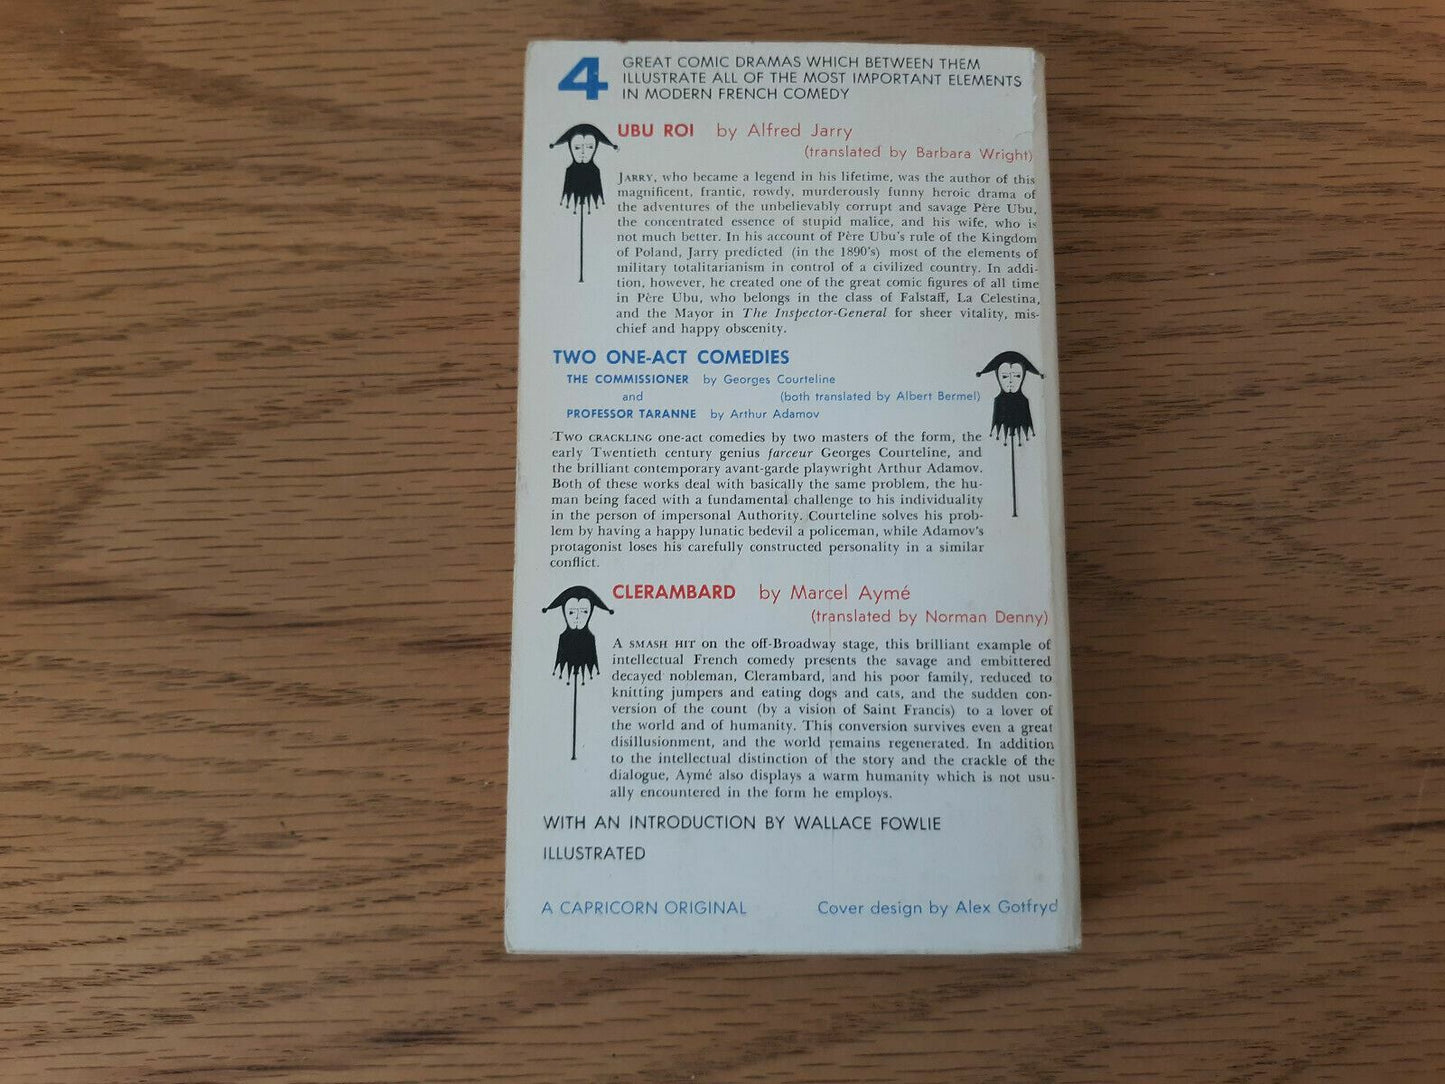 4 GREAT COMIC DRAMAS WHICH BETWEEN THEM
ILLUSTRATE ALL OF THE MOST IMPORTANT ELEMENTS
IN MODERN FRENCH COMEDY
UBU ROI by Alfred Jarry
(translated by Barbara Wright)
JARRY, who became a legend in his lifetime, was the author of this
magnificent, frantic, rowdy, murderously funny heroic drama of
the adventures of the unbelievably corrupt and savage Père Ubu,
the concentrated essence of stupid malice, and his wife, who is
not much better. In his account of Père Ubu's rule of the Kingdom
of Poland, Jarry predicted (in the 1890's) most of the elements of
military totalitarianism in control of a civilized country. In addi-
tion, however, he created one of the great comic figures of all time
in Père Ubu, who belongs in the class of Falstaff, La Celestina,
and the Mayor in The Inspector-General for sheer vitality, mis-
chief and happy obscenity.
TWO ONE-ACT COMEDIES
THE COMMISSIONER by Georges Courteline
and (both translated by Albert Bermel)
PROFESSOR TARANNE by Arthur Adamov
TWO CRACKLING one-act comedies by two masters of the form, the
early Twentieth century genius farceur Georges Courteline, and
the brilliant contemporary avant-garde playwright Arthur Adamov.
Both of these works deal with basically the same problem, the hu-
man being faced with a fundamental challenge to his individuality
in the person of impersonal Authority. Courteline solves his prob-
lem by having a happy lunatic bedevil a policeman, while Adamov's
protagonist loses his carefully constructed personality in a similar
conflict.
CLERAMBARD by Marcel Aymé
(translated by Norman Denny)
A SMASH HIT on the off-Broadway stage, this brilliant example of
intellectual French comedy presents the savage and embittered
decayed nobleman, Clerambard, and his poor family, reduced to
knitting jumpers and eating dogs and cats, and the sudden con-
version of the count (by a vision of Saint Francis) to a lover of
the world and of humanity. This conversion survives even a great
disillusionment, and the world remains regenerated. In addition
to the intellectual distinction of the story and the crackle of the
dialogue, Aymé also displays a warm humanity which is not usu-
ally encountered in the form he employs.
WITH AN INTRODUCTION BY WALLACE FOWLIE
ILLUSTRATED
A CAPRICORN ORIGINAL Cover design by Alex Gotfryd